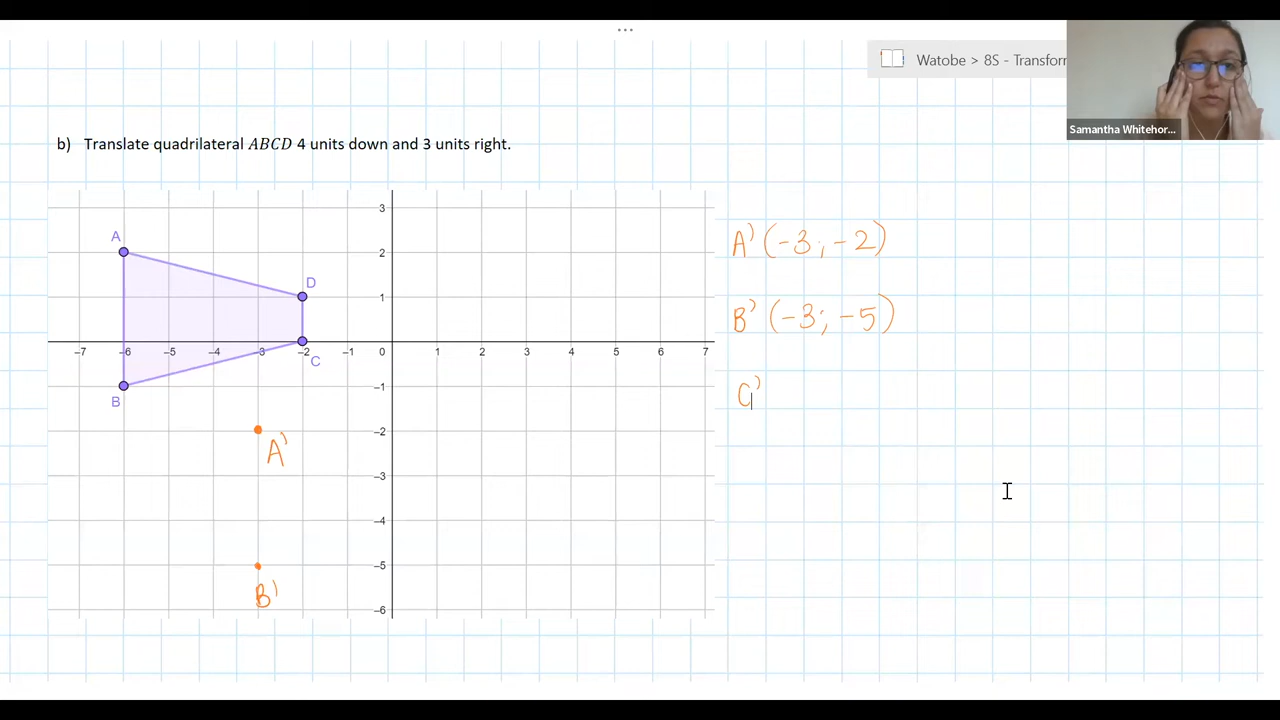 ...
Watobe > 8S - Transfor
Samantha Whitehor...
b) Translate quadrilateral ABCD 4 units down and 3 units right.
3
A
A' (-3; -2)
2
D
1
B' (-3; -5)
-7 -6 -5 -4 -3 -2 -1 0 1 2 3 4 5 6 7
C
-1
B
C'
-2
A'
-3
-4
-5
B'
-6